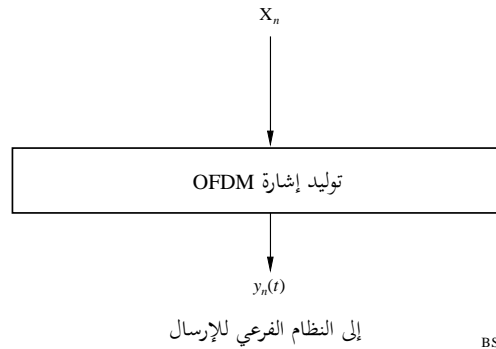 Xn
توليد إشارة OFDM
yn(t)
إلى النظام الفرعي للإرسال
BS